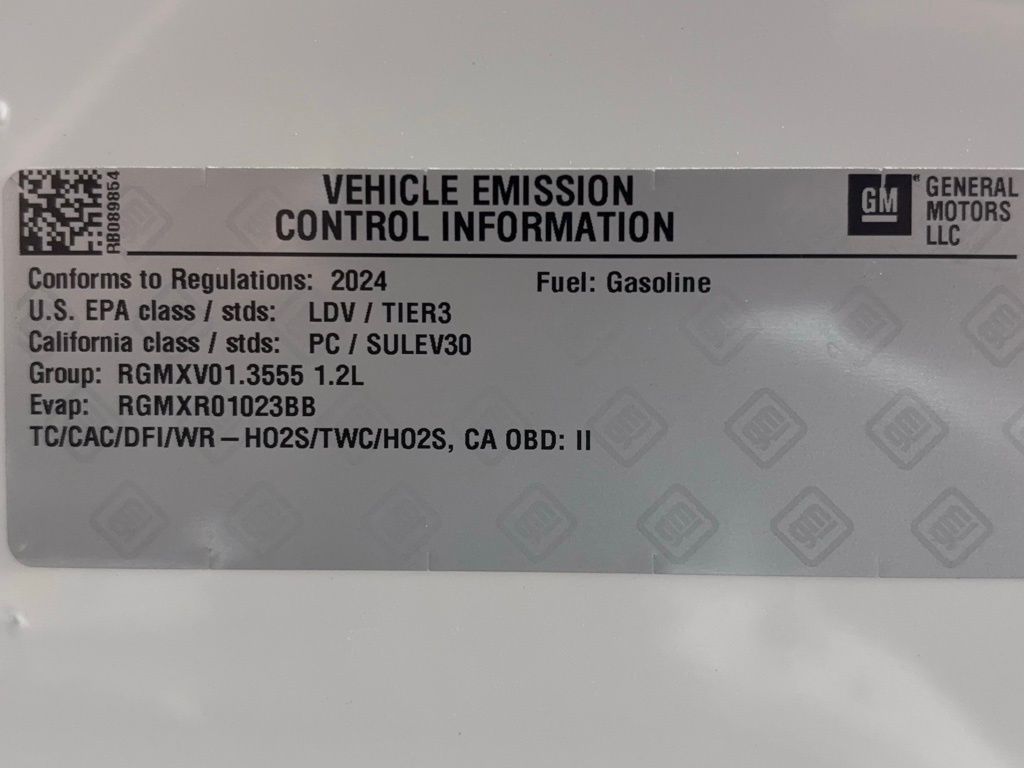 VEHICLE EMISSION
CONTROL INFORMATION
GM GENERAL
MOTORS
LLC
RB089854
Conforms to Regulations: 2024 Fuel: Gasoline
U.S. EPA class / stds: LDV / TIER3
California class / stds: PC / SULEV30
Group: RGMXV01.3555 1.2L
Evap: RGMXR01023BB
TC/CAC/DFI/WR – HO2S/TWC/HO2S, CA OBD: II